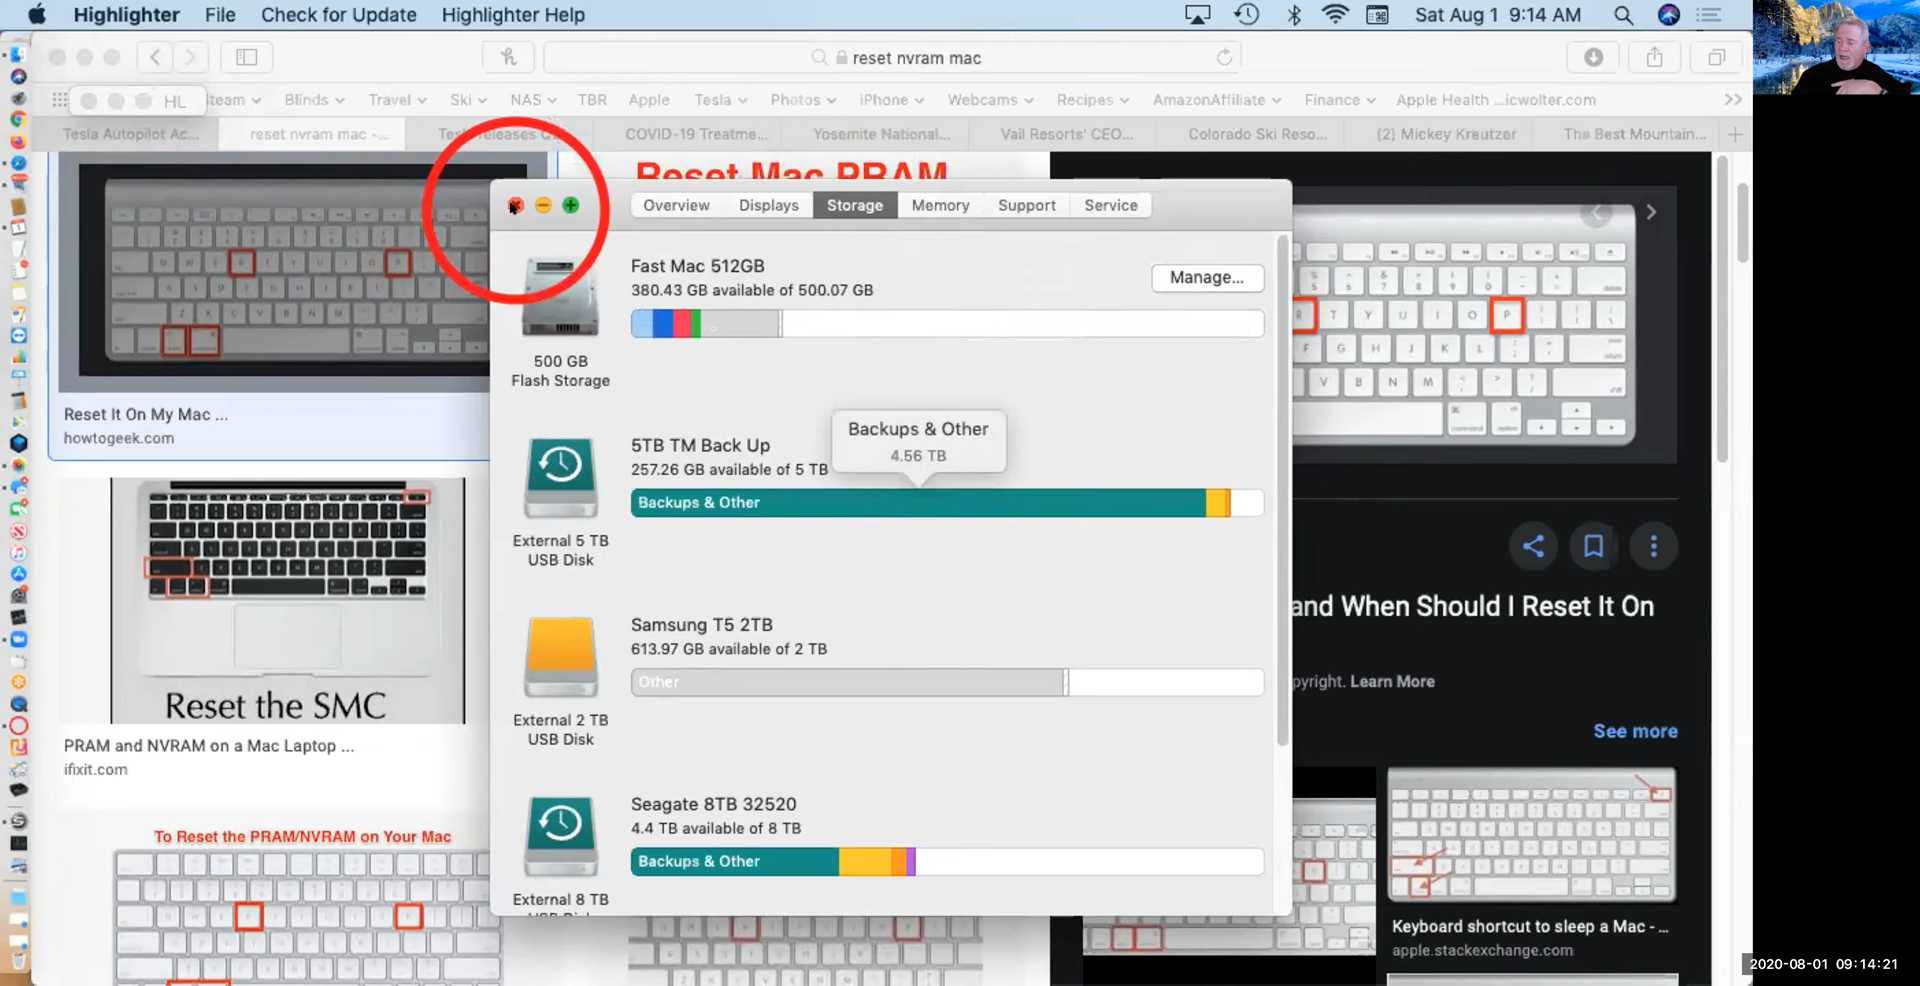 Highlighter File Check for Update Highlighter Help
Sat Aug 1 9:14 AM
reset nvram mac
HL
Steam Blinds Travel Ski NAS TBR Apple Tesla Photos iPhone Webcams Recipes AmazonAffiliate Finance Apple Health ...icwolter.com
Tesla Autopilot Ac... reset nvram mac -... COVID-19 Treatme... Yosemite National... Vail Resorts' CEO... Colorado Ski Reso... (2) Mickey Kreutzer The Best Mountain...
Reset Mac PRAM
Overview Displays Storage Memory Support Service
Fast Mac 512GB
380.43 GB available of 500.07 GB
Manage...
500 GB
Flash Storage
Reset It On My Mac ...
howtogeek.com
Backups & Other
4.56 TB
5TB TM Back Up
257.26 GB available of 5 TB
Backups & Other
External 5 TB
USB Disk
and When Should I Reset It On
Samsung T5 2TB
613.97 GB available of 2 TB
Other
pyright. Learn More
Reset the SMC
External 2 TB
USB Disk
See more
PRAM and NVRAM on a Mac Laptop ...
ifixit.com
Seagate 8TB 32520
4.4 TB available of 8 TB
Backups & Other
To Reset the PRAM/NVRAM on Your Mac
External 8 TB
USB Disk
Keyboard shortcut to sleep a Mac - ...
apple.stackexchange.com
2020-08-01 09:14:21